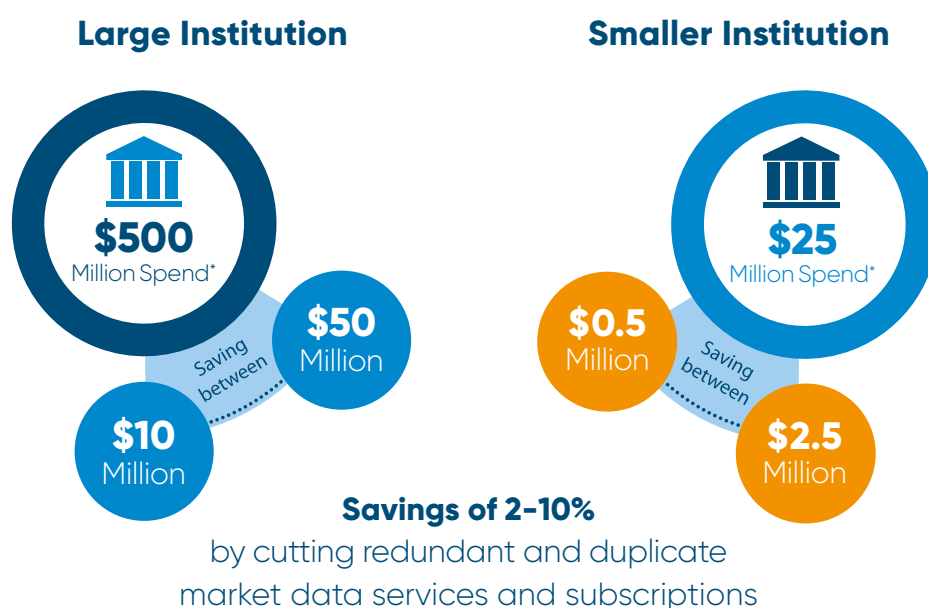 Large Institution
$500
Million Spend*
Saving
between
$50
Million
$10
Million
Smaller Institution
$25
Million Spend*
$0.5
Million
Saving
between
$2.5
Million
Savings of 2-10%
by cutting redundant and duplicate
market data services and subscriptions